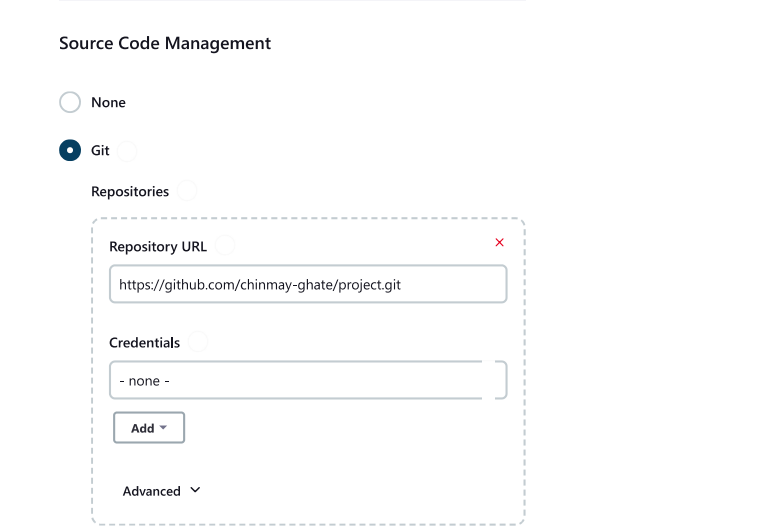 Source Code Management
None
Git
Repositories
Repository URL
https://github.com/chinmay-ghate/project.git
Credentials
- none -
Add
Advanced